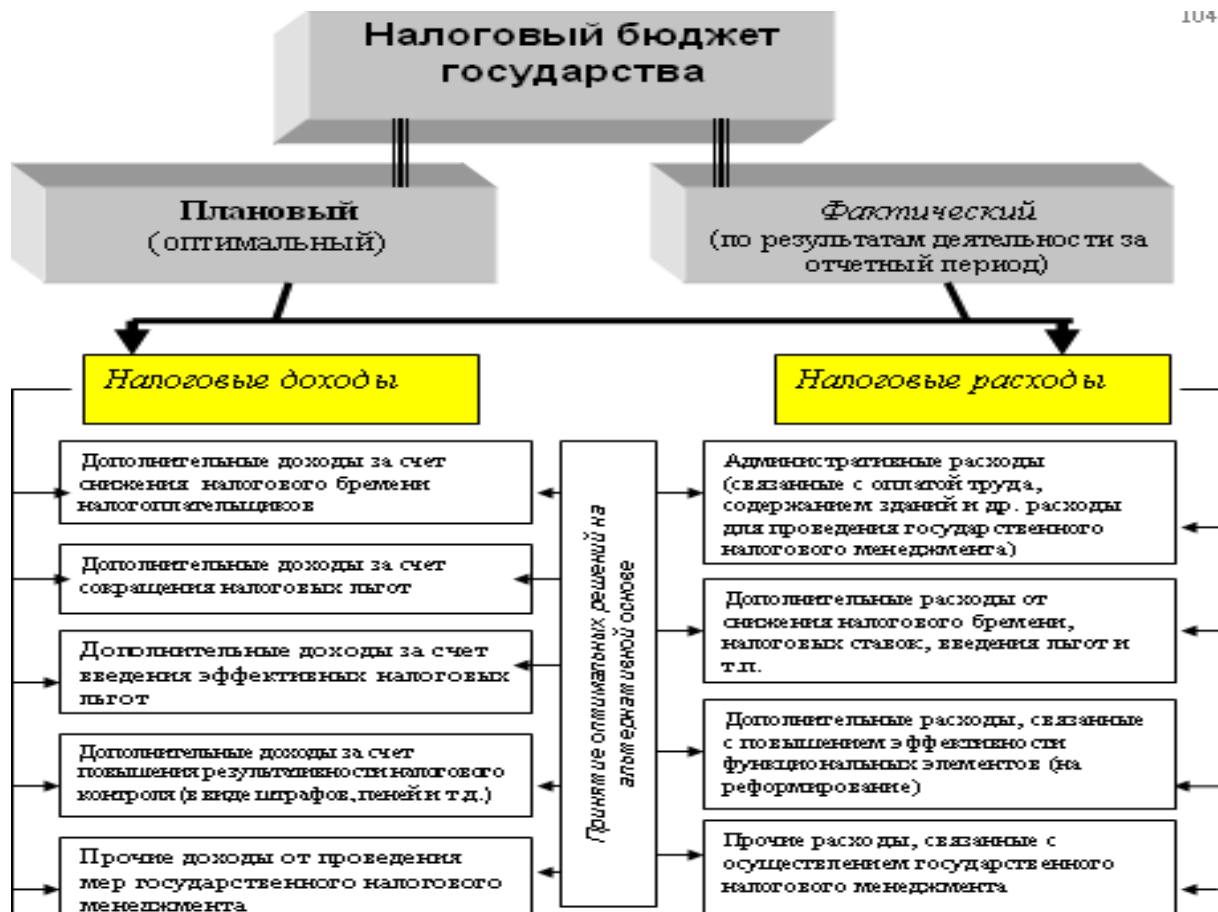 104
Налоговый бюджет
государства
Плановый
(оптимальный)
Фактический
(по результатам деятельности за
отчетный период)
Налоговые доходы
Налоговые расходы
Дополнительные доходы за счет
снижения налогового бремени
налогоплательщиков
Дополнительные доходы за счет
сокращения налоговых льгот
Дополнительные доходы за счет
введения эффективных налоговых
льгот
Дополнительные доходы за счет
повышения результативности налогового
контроля (в виде штрафов, пеней и т.д.)
Прочие доходы от проведения
мер государственного налогового
менеджмента
Принятие оптимальных решений на
альтернативной основе
Административные расходы
(связанные с оплатой труда,
содержанием зданий и др. расходы
для проведения государственного
налогового менеджмента)
Дополнительные расходы от
снижения налогового бремени,
налоговых ставок, введения льгот и
т.п.
Дополнительные расходы, связанные
с повышением эффективности
функциональных элементов (на
реформирование)
Прочие расходы, связанные с
осуществлением государственного
налогового менеджмента